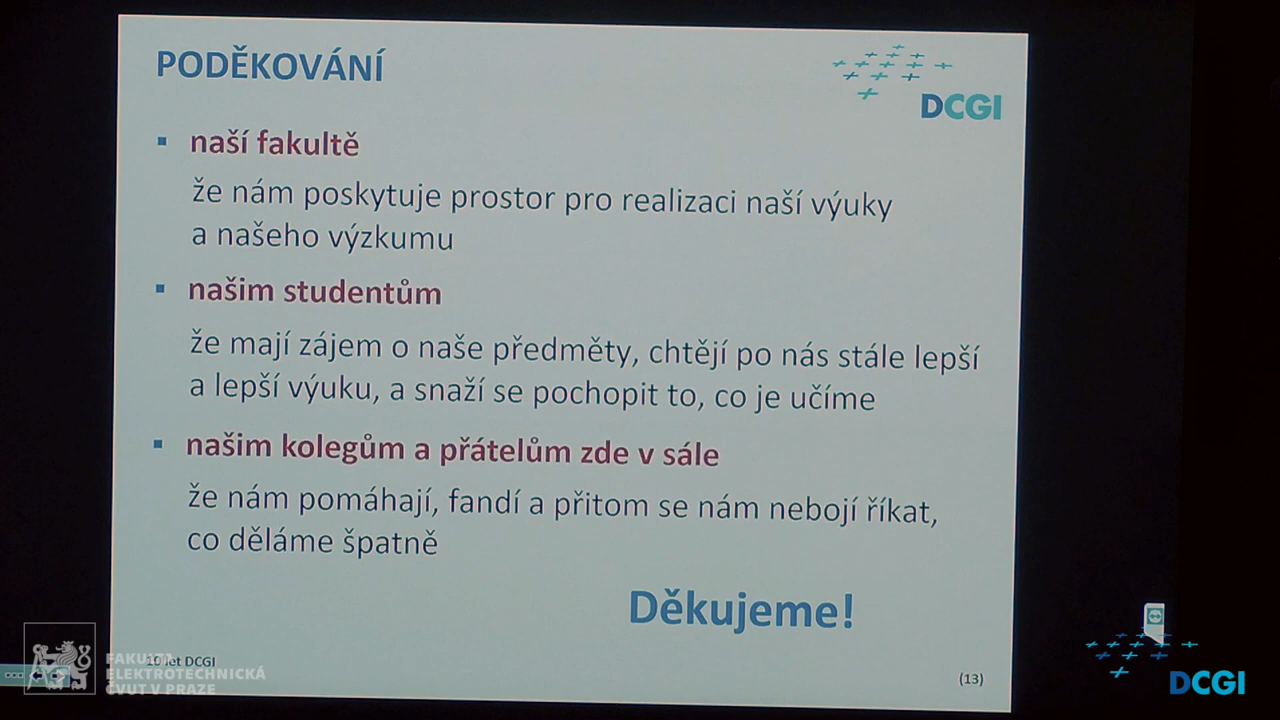 PODĚKOVÁNÍ
DCGI
▪ naší fakultě
že nám poskytuje prostor pro realizaci naší výuky
a našeho výzkumu
▪ našim studentům
že mají zájem o naše předměty, chtějí po nás stále lepší
a lepší výuku, a snaží se pochopit to, co je učíme
▪ našim kolegům a přátelům zde v sále
že nám pomáhají, fandí a přitom se nám nebojí říkat,
co děláme špatně
Děkujeme!
10 let DCGI
(13)
FAKULTA
ELEKTROTECHNICKÁ
ČVUT V PRAZE
DCGI